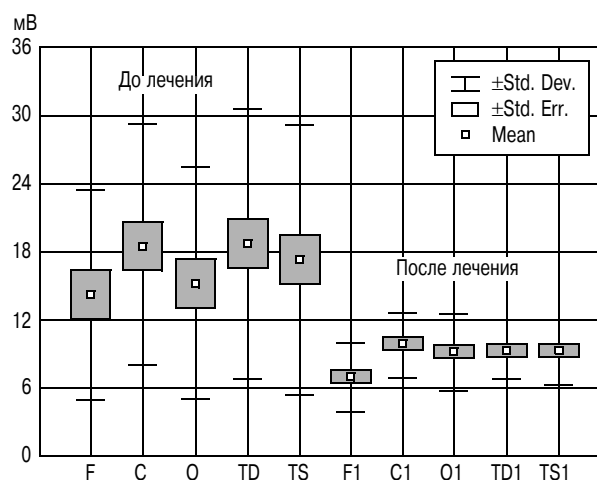 мВ
36
30
24
18
12
6
0
До лечения
После лечения
±Std. Dev.
±Std. Err.
Mean
F C O TD TS F1 C1 O1 TD1 TS1